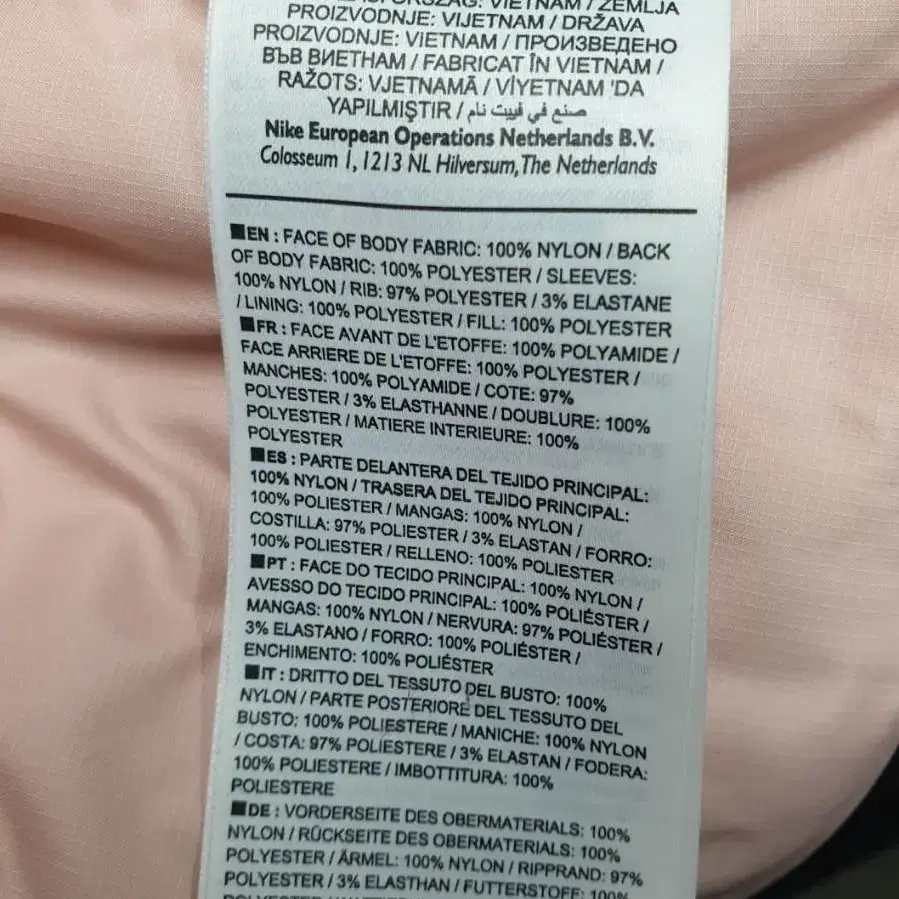 VIETNAM / ZEMLJA
PROIZVODNJE: VIJETNAM / DRŽAVA
PROIZVODNJE: VIETNAM / ПРОИЗВЕДЕНО
ВЪВ ВИЕТНАМ / FABRICAT ÎN VIETNAM /
RAŽOTS: VJETNAMĀ / VİYETNAM 'DA
YAPILMIŞTIR / صنع في فييت نام
Nike European Operations Netherlands B.V.
Colosseum 1, 1213 NL Hilversum, The Netherlands
■EN : FACE OF BODY FABRIC: 100% NYLON / BACK
OF BODY FABRIC: 100% POLYESTER / SLEEVES:
100% NYLON / RIB: 97% POLYESTER / 3% ELASTANE
/ LINING: 100% POLYESTER / FILL: 100% POLYESTER
■FR : FACE AVANT DE L'ETOFFE: 100% POLYAMIDE /
FACE ARRIERE DE L'ETOFFE: 100% POLYESTER /
MANCHES: 100% POLYAMIDE / COTE: 97%
POLYESTER / 3% ELASTHANNE / DOUBLURE: 100%
POLYESTER / MATIERE INTERIEURE: 100%
POLYESTER
■ES : PARTE DELANTERA DEL TEJIDO PRINCIPAL:
100% NYLON / TRASERA DEL TEJIDO PRINCIPAL:
100% POLIESTER / MANGAS: 100% NYLON /
COSTILLA: 97% POLIESTER / 3% ELASTAN / FORRO:
100% POLIESTER / RELLENO: 100% POLIESTER
■PT : FACE DO TECIDO PRINCIPAL: 100% NYLON /
AVESSO DO TECIDO PRINCIPAL: 100% POLIÉSTER /
MANGAS: 100% NYLON / NERVURA: 97% POLIÉSTER /
3% ELASTANO / FORRO: 100% POLIÉSTER /
ENCHIMENTO: 100% POLIÉSTER
■IT : DRITTO DEL TESSUTO DEL BUSTO: 100%
NYLON / PARTE POSTERIORE DEL TESSUTO DEL
BUSTO: 100% POLIESTERE / MANICHE: 100% NYLON
/ COSTA: 97% POLIESTERE / 3% ELASTAN / FODERA:
100% POLIESTERE / IMBOTTITURA: 100%
POLIESTERE
■DE : VORDERSEITE DES OBERMATERIALS: 100%
NYLON / RÜCKSEITE DES OBERMATERIALS: 100%
POLYESTER / ÄRMEL: 100% NYLON / RIPPRAND: 97%
POLYESTER / 3% ELASTHAN / FUTTERSTOFF: 100%